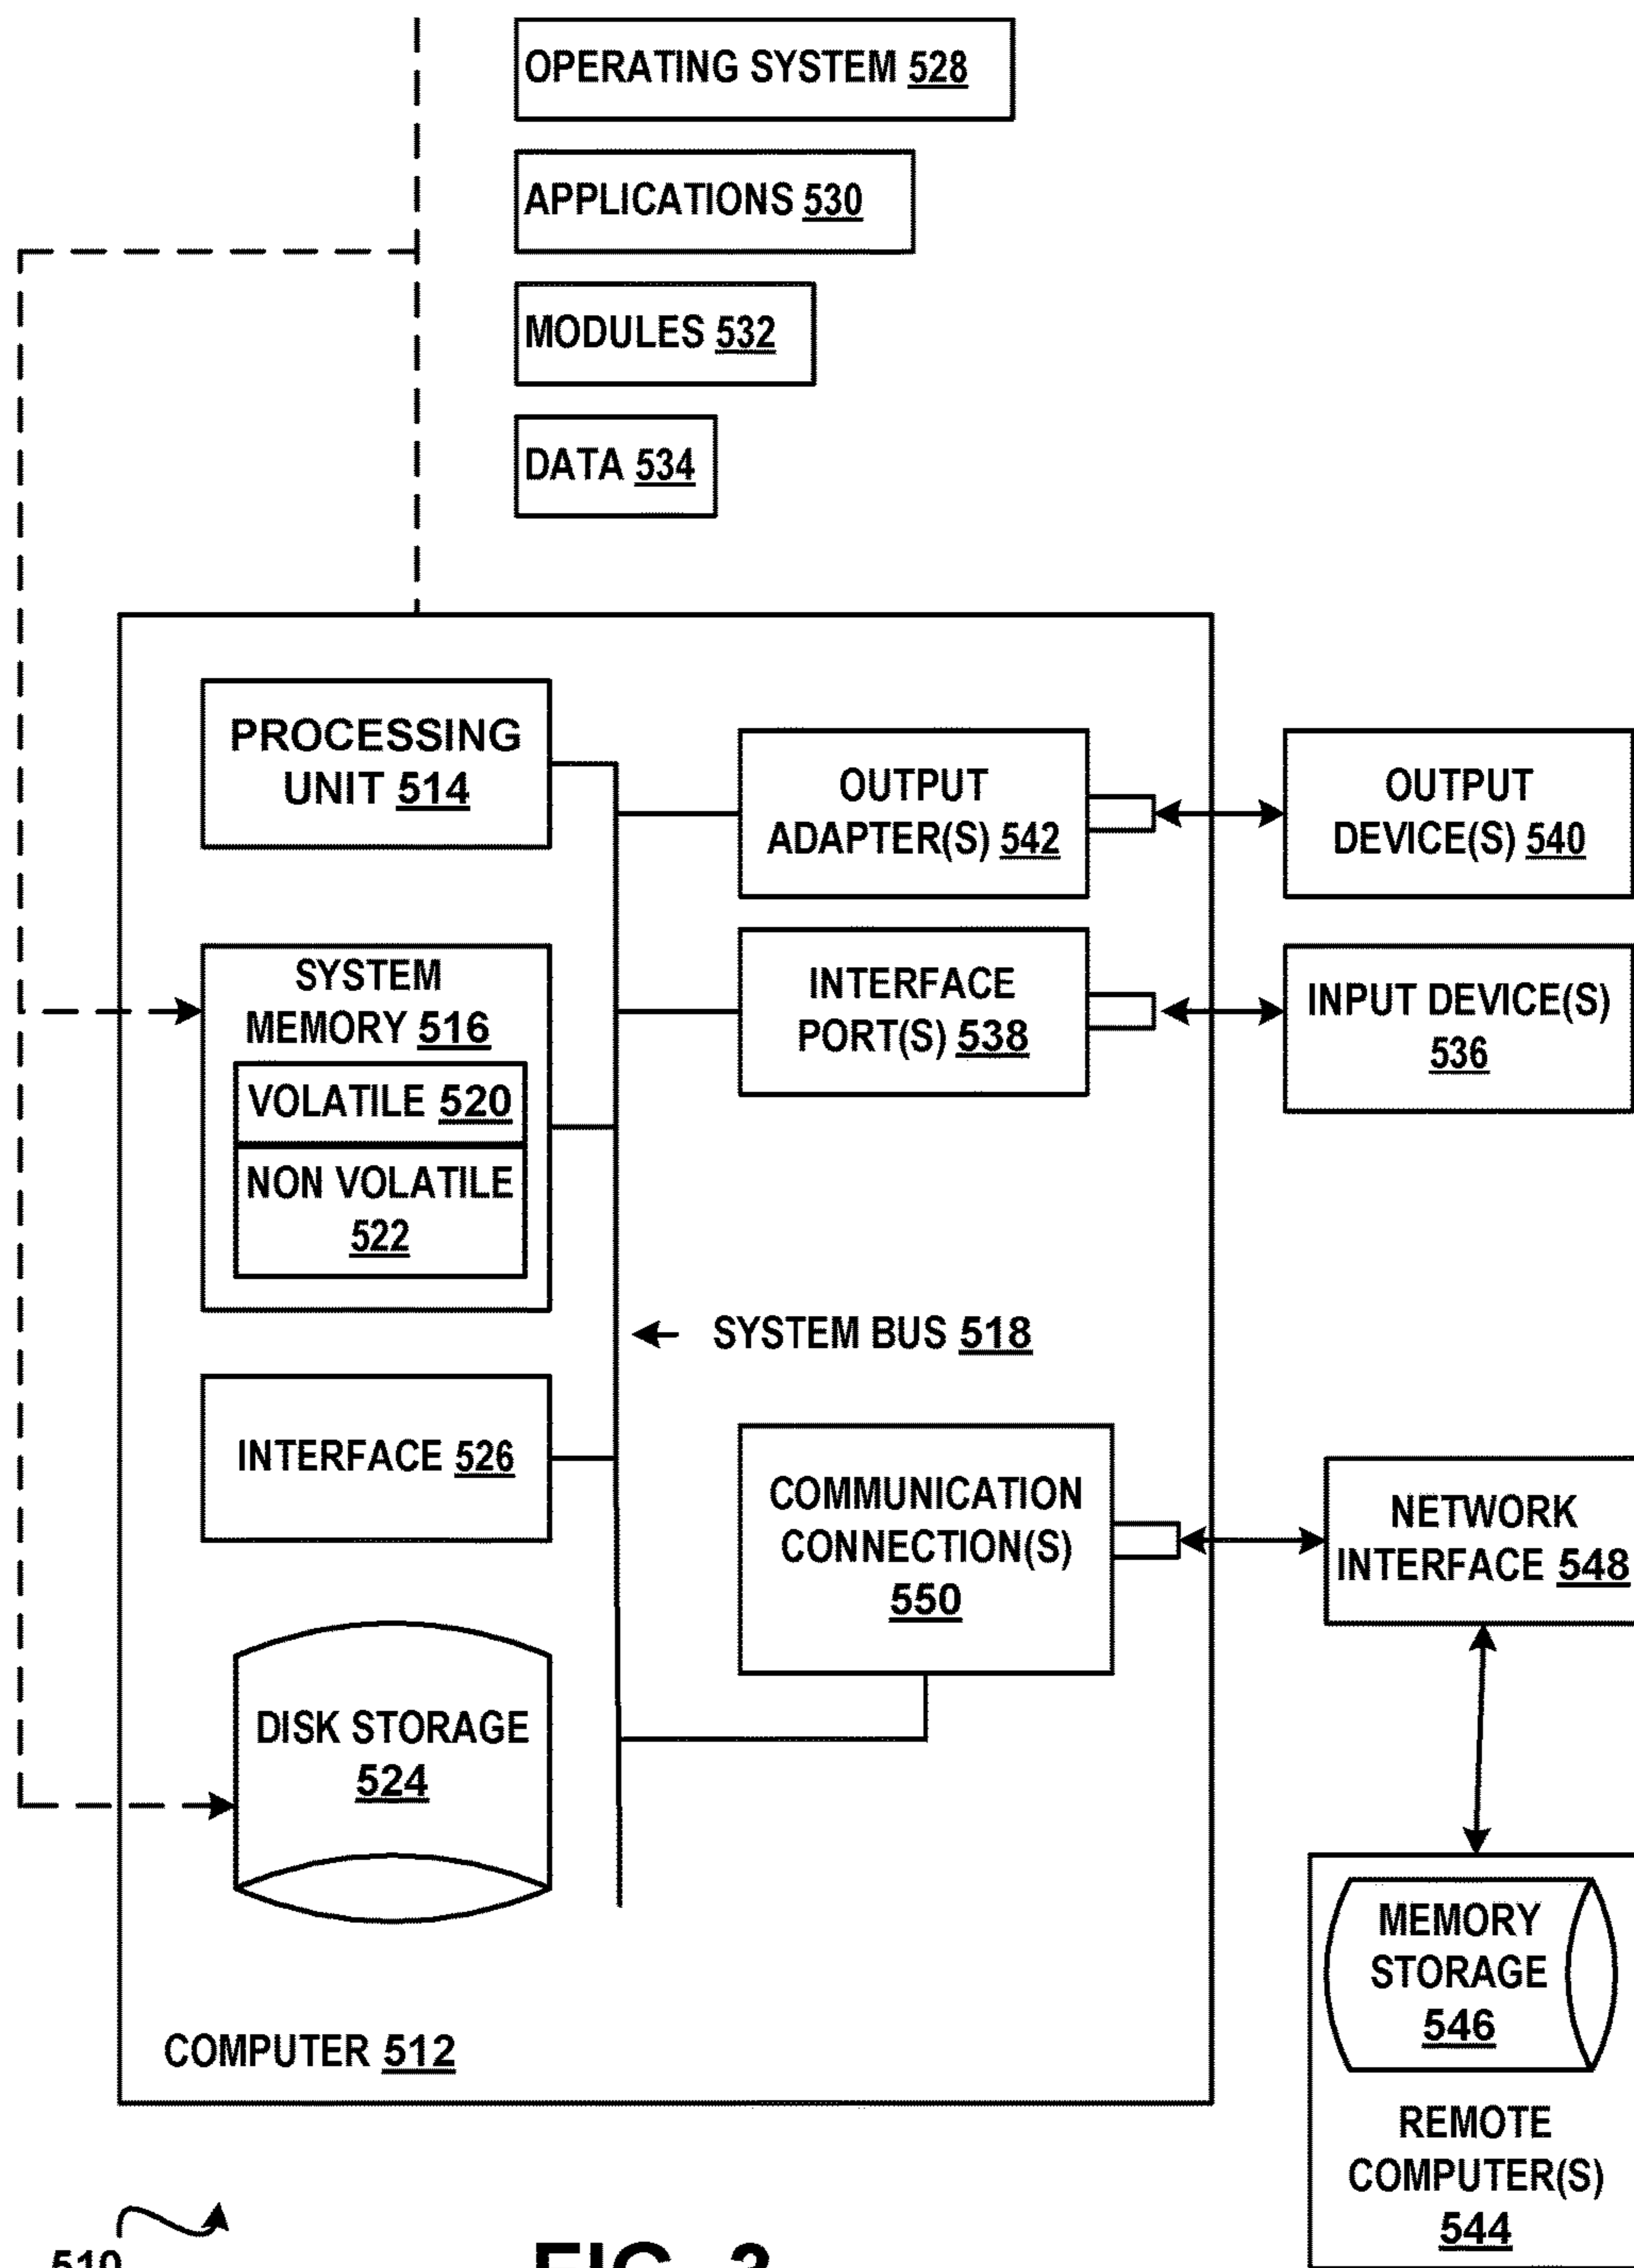 OPERATING SYSTEM 528
APPLICATIONS 530
MODULES 532
DATA 534
PROCESSING
UNIT 514
OUTPUT
ADAPTER(S) 542
OUTPUT
DEVICE(S) 540
SYSTEM
MEMORY 516
VOLATILE 520
NON VOLATILE
522
INTERFACE
PORT(S) 538
INPUT DEVICE(S)
536
SYSTEM BUS 518
INTERFACE 526
COMMUNICATION
CONNECTION(S)
550
NETWORK
INTERFACE 548
DISK STORAGE
524
MEMORY
STORAGE
546
COMPUTER 512
REMOTE
COMPUTER(S)
544
510
FIG.